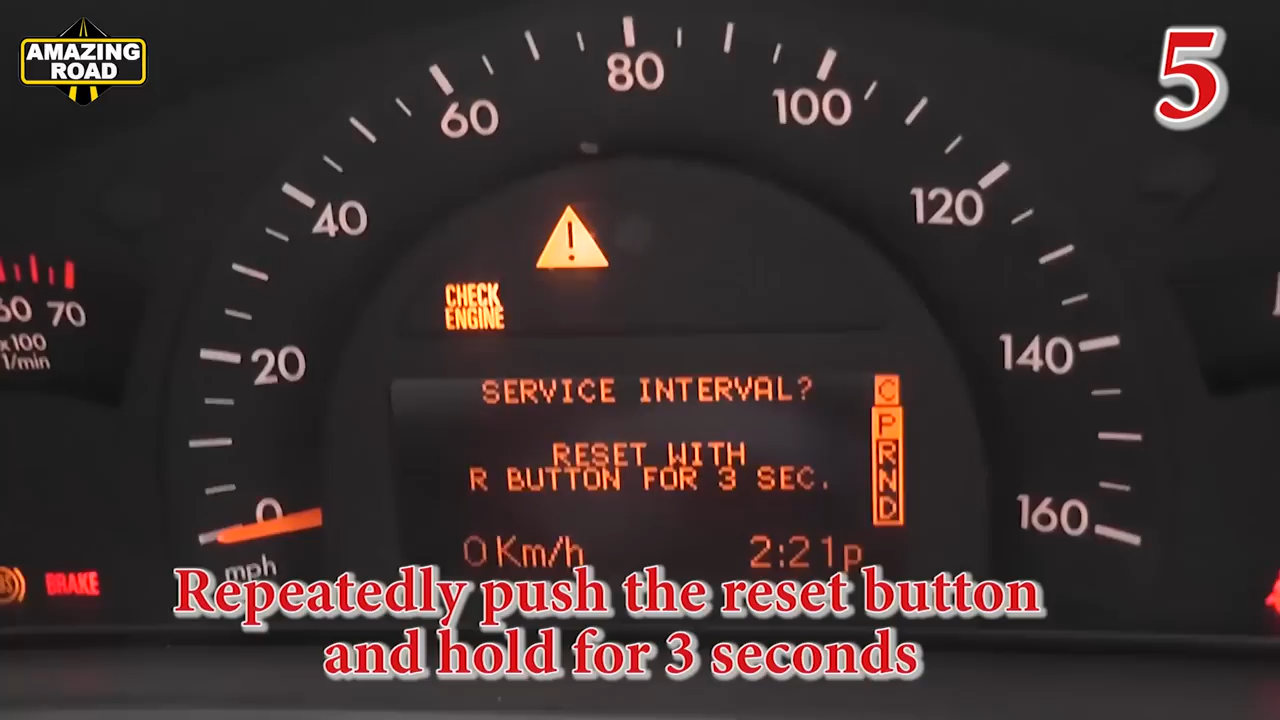 AMAZING
ROAD
5
80
60
100
40
120
CHECK
ENGINE
60 70
x100
1/min
20
140
SERVICE INTERVAL?
C
P
R
N
D
RESET WITH
R BUTTON FOR 3 SEC.
0
160
0Km/h
2:21p
mph
BRAKE
Repeatedly push the reset button
and hold for 3 seconds